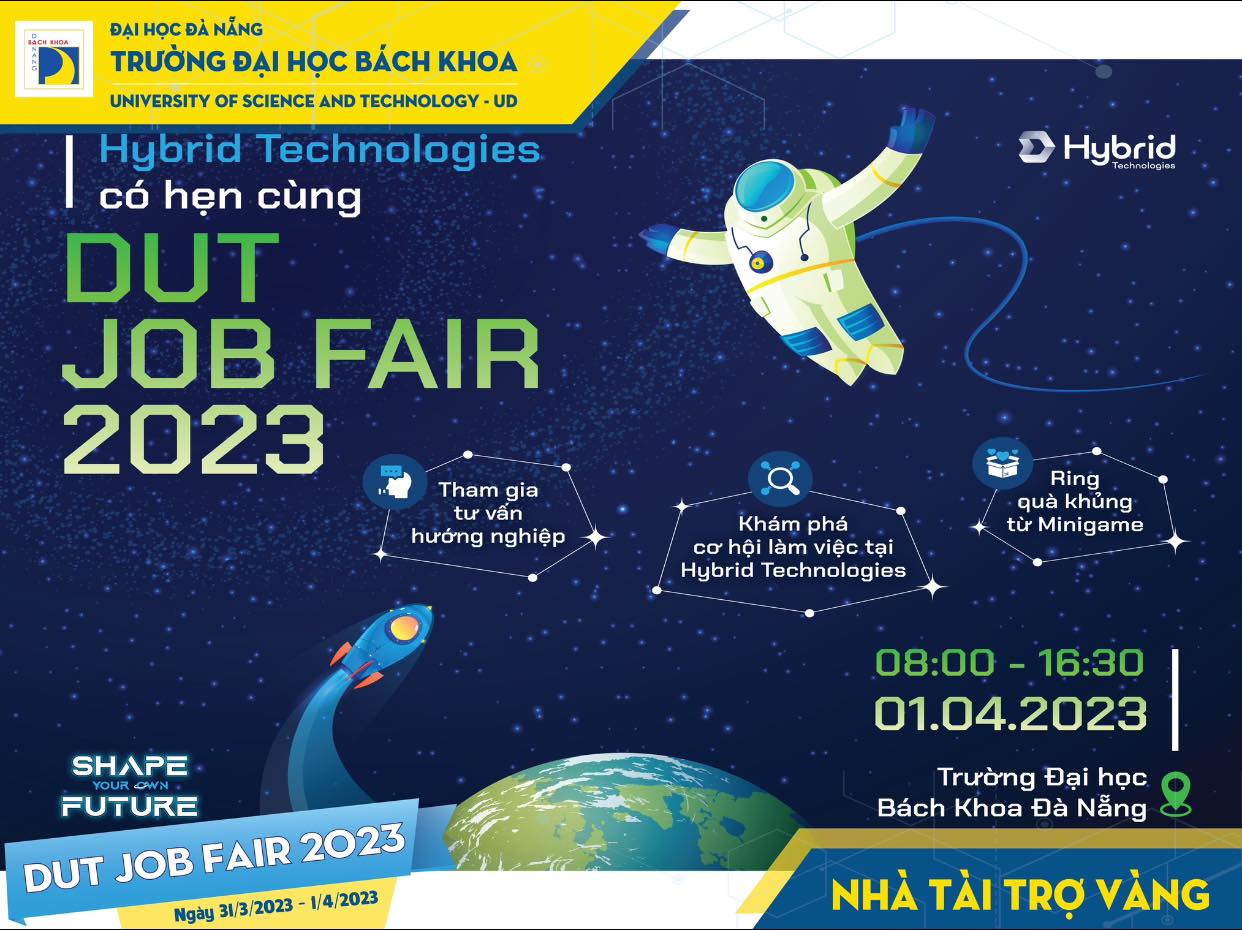 BÁCH KHOA
DANANG
ĐẠI HỌC ĐÀ NẴNG
TRƯỜNG ĐẠI HỌC BÁCH KHOA
UNIVERSITY OF SCIENCE AND TECHNOLOGY - UD
Hybrid Technologies
có hẹn cùng
DUT
JOB FAIR
2023
Hybrid
Technologies
Tham gia
tư vấn
hướng nghiệp
Khám phá
cơ hội làm việc tại
Hybrid Technologies
Ring
quà khủng
từ Minigame
08:00 - 16:30
01.04.2023
Trường Đại học
Bách Khoa Đà Nẵng
SHAPE
YOUR OWN
FUTURE
DUT JOB FAIR 2023
Ngày 31/3/2023 - 1/4/2023
NHÀ TÀI TRỢ VÀNG